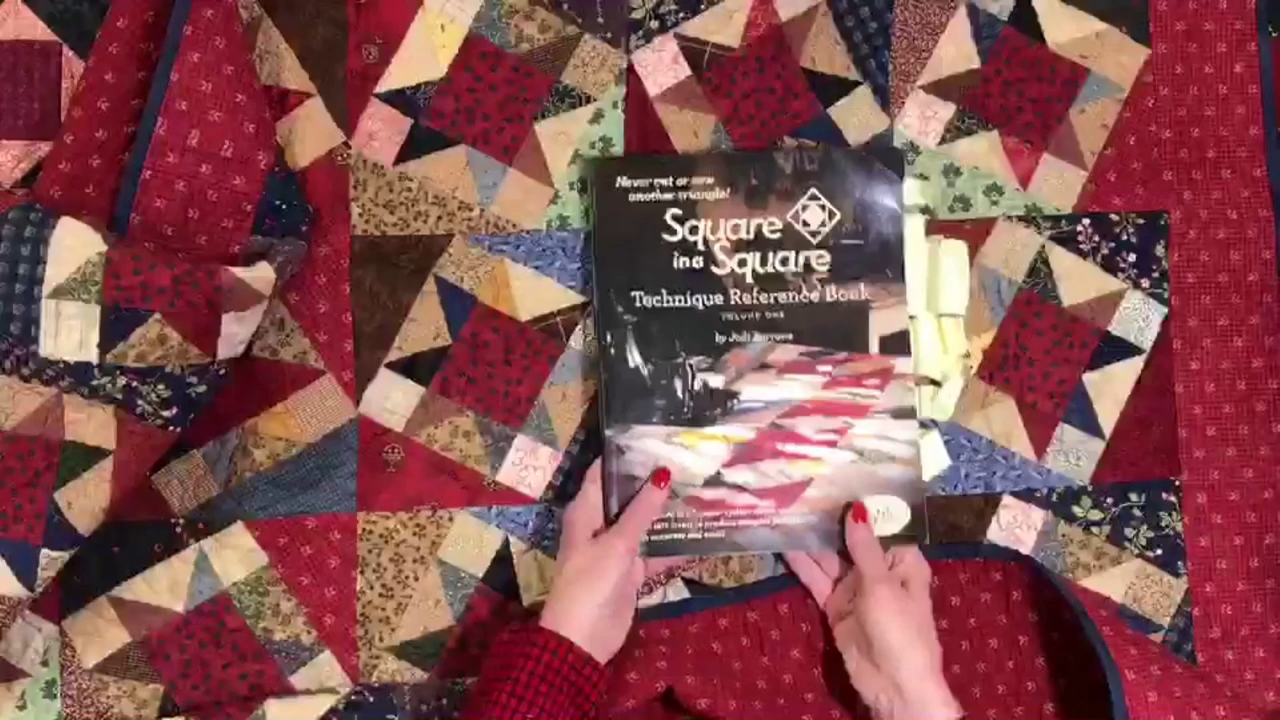 Never cut or sew
another triangle!
Square
in a Square
Technique Reference Book
VOLUME ONE
by Jodi Barrows